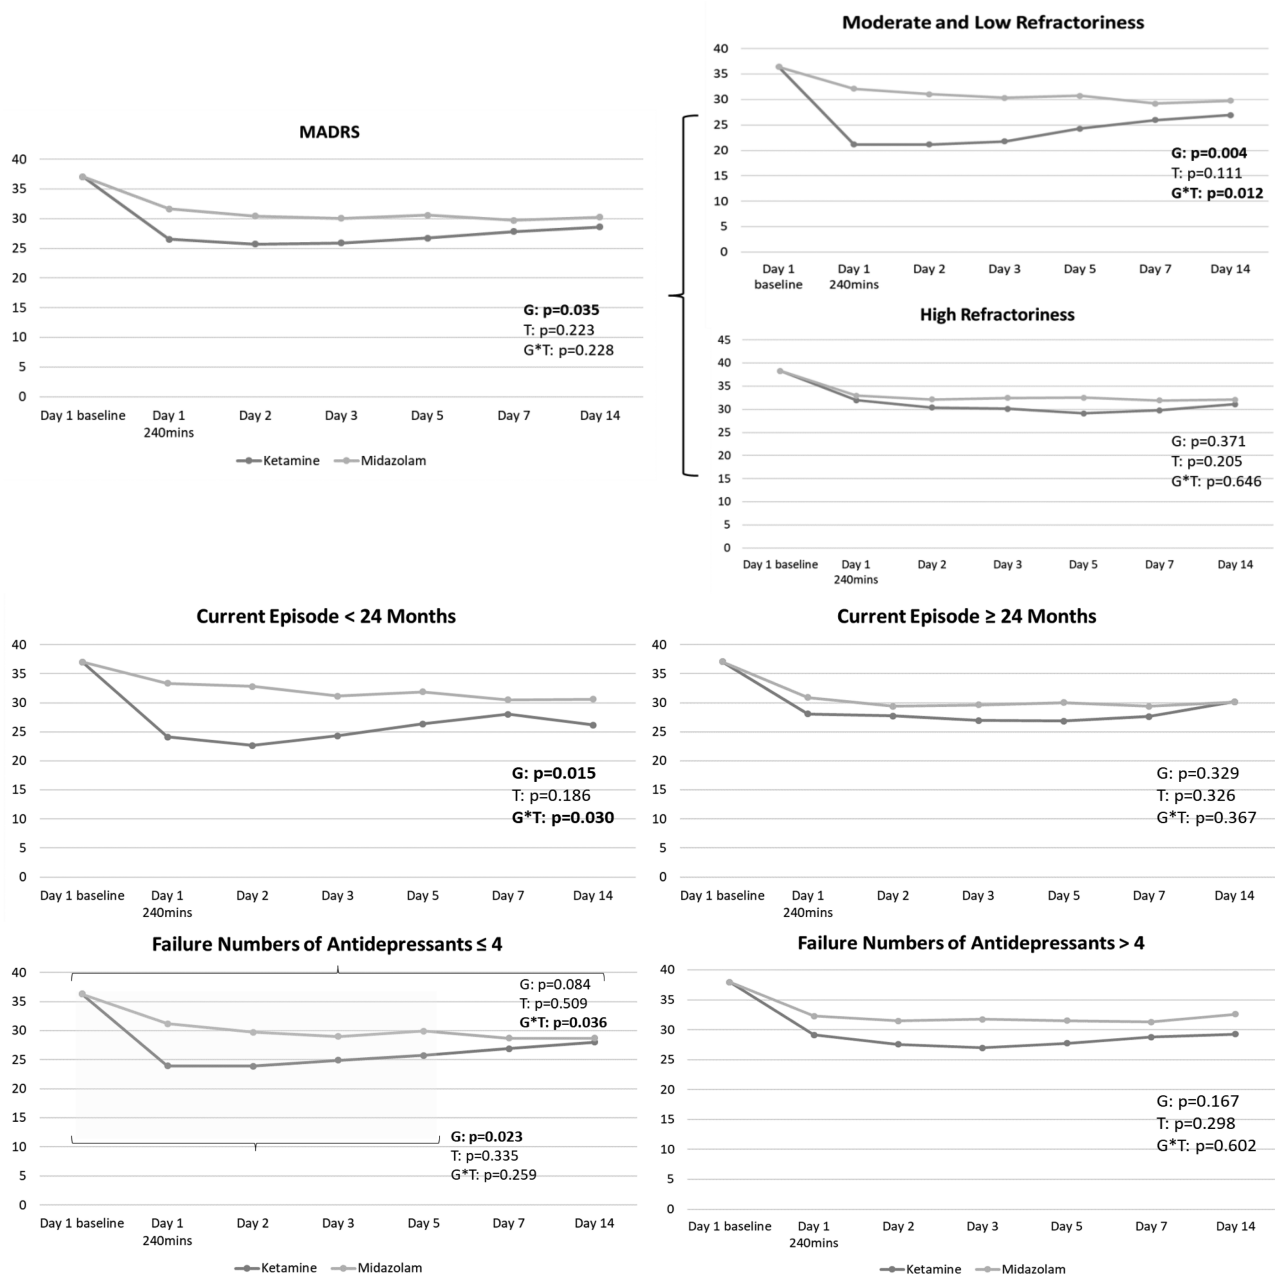 MADRS
40
35
30
25
20
15
10
5
0
G: p=0.035
T: p=0.223
G*T: p=0.228
Day 1 baseline
Day 1
240mins
Day 2
Day 3
Day 5
Day 7
Day 14
Ketamine
Midazolam
Moderate and Low Refractoriness
40
35
30
25
20
15
10
5
0
G: p=0.004
T: p=0.111
G*T: p=0.012
Day 1
baseline
Day 1
240mins
Day 2
Day 3
Day 5
Day 7
Day 14
High Refractoriness
45
40
35
30
25
20
15
10
5
0
G: p=0.371
T: p=0.205
G*T: p=0.646
Day 1 baseline
Day 1
240mins
Day 2
Day 3
Day 5
Day 7
Day 14
Current Episode < 24 Months
40
35
30
25
20
15
10
5
0
G: p=0.015
T: p=0.186
G*T: p=0.030
Day 1 baseline
Day 1
240mins
Day 2
Day 3
Day 5
Day 7
Day 14
Current Episode ≥ 24 Months
40
35
30
25
20
15
10
5
0
G: p=0.329
T: p=0.326
G*T: p=0.367
Day 1 baseline
Day 1
240mins
Day 2
Day 3
Day 5
Day 7
Day 14
Failure Numbers of Antidepressants ≤ 4
40
35
30
25
20
15
10
5
0
G: p=0.084
T: p=0.509
G*T: p=0.036
G: p=0.023
T: p=0.335
G*T: p=0.259
Day 1 baseline
Day 1
240mins
Day 2
Day 3
Day 5
Day 7
Day 14
Ketamine
Midazolam
Failure Numbers of Antidepressants > 4
40
35
30
25
20
15
10
5
0
G: p=0.167
T: p=0.298
G*T: p=0.602
Day 1 baseline
Day 1
240mins
Day 2
Day 3
Day 5
Day 7
Day 14
Ketamine
Midazolam